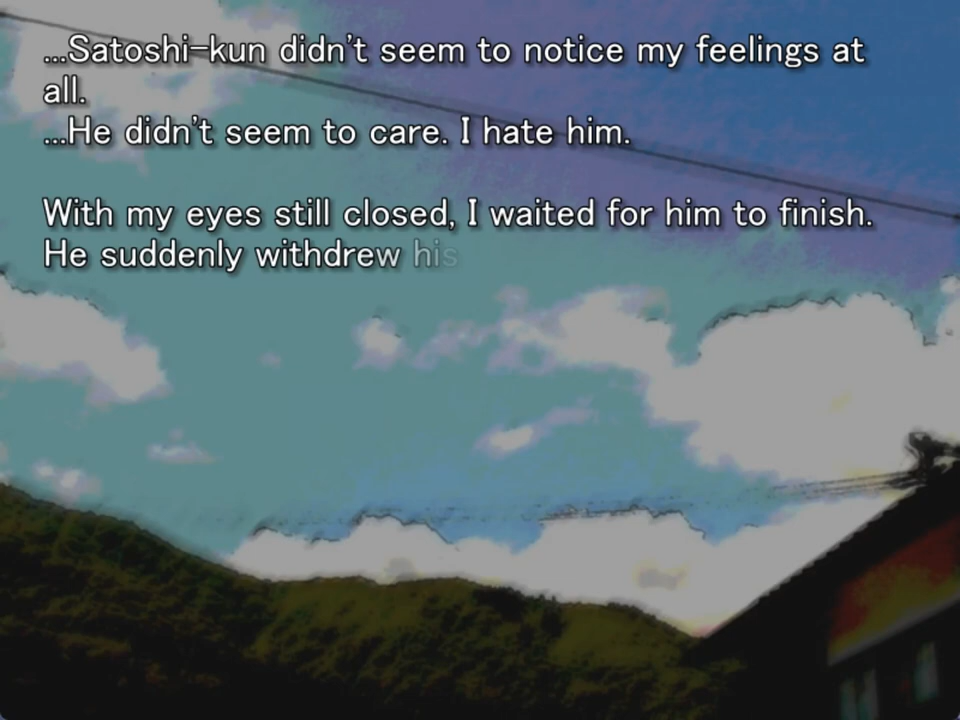 ...Satoshi-kun didn't seem to notice my feelings at
all.
...He didn't seem to care. I hate him.
With my eyes still closed, I waited for him to finish.
He suddenly withdrew his